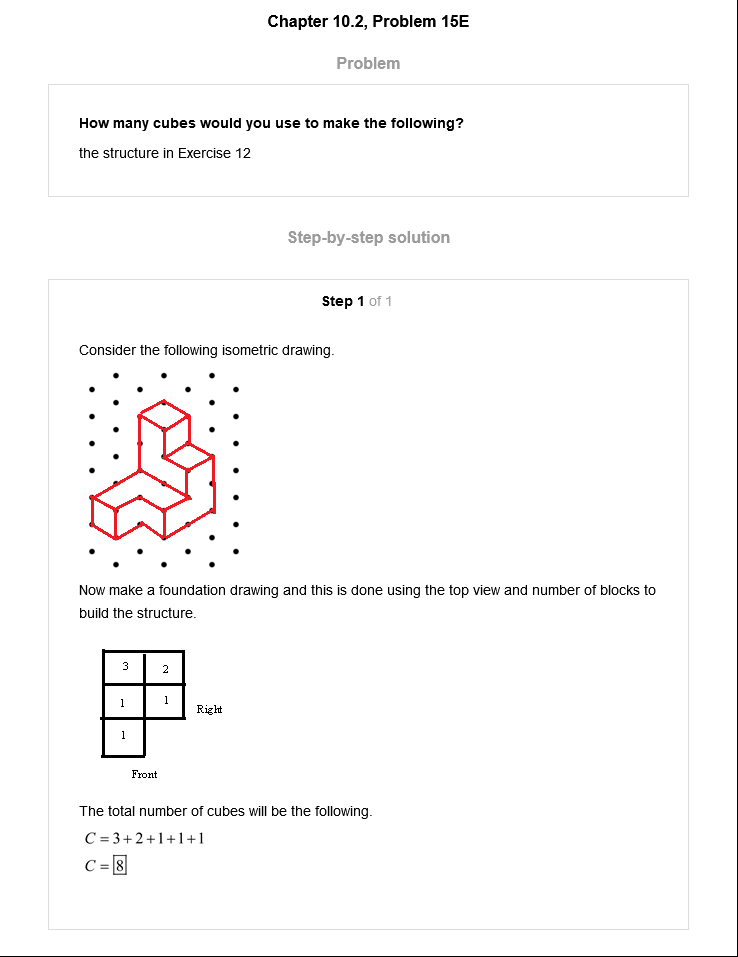 Chapter 10.2, Problem 15E
Problem
How many cubes would you use to make the following?
the structure in Exercise 12
Step-by-step solution
Step 1 of 1
Consider the following isometric drawing.
Now make a foundation drawing and this is done using the top view and number of blocks to
build the structure.
3 2
1 1
Right
1
Front
The total number of cubes will be the following.
C = 3+2+1+1+1
C = 8